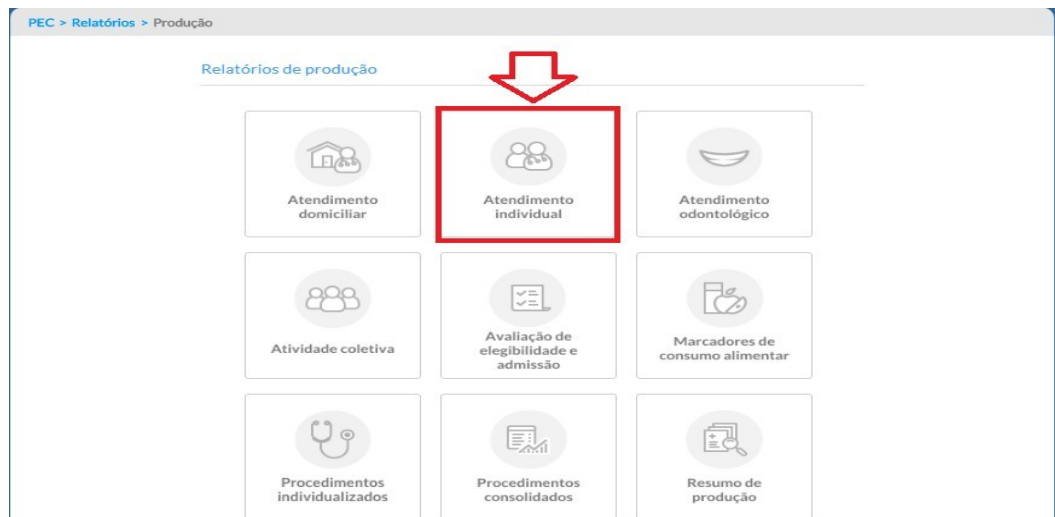 PEC > Relatórios > Produção
Relatórios de produção
Atendimento
domiciliar
Atendimento
individual
Atendimento
odontológico
Atividade coletiva
Avaliação de
elegibilidade e
admissão
Marcadores de
consumo alimentar
Procedimentos
individualizados
Procedimentos
consolidados
Resumo de
produção